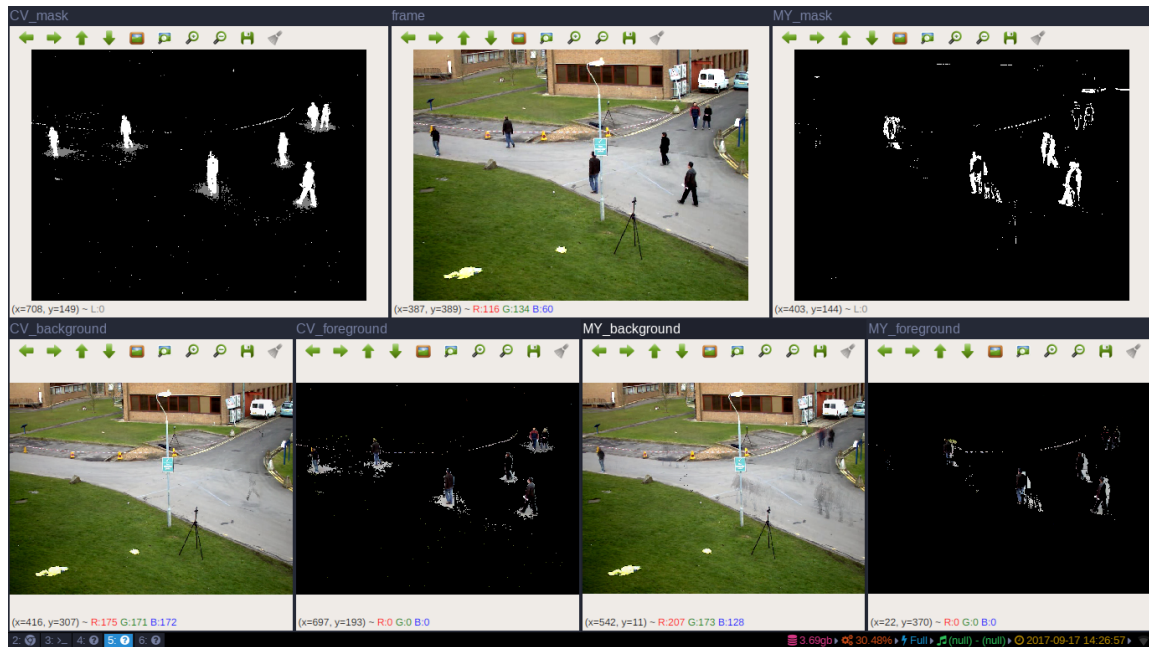 CV_mask
frame
MY_mask
(x=708, y=149) ~ L:0
(x=387, y=389) ~ R:116 G:134 B:60
(x=403, y=144) ~ L:0
CV_background
CV_foreground
MY_background
MY_foreground
(x=416, y=307) ~ R:175 G:171 B:172
(x=697, y=193) ~ R:0 G:0 B:0
(x=542, y=11) ~ R:207 G:173 B:128
(x=22, y=370) ~ R:0 G:0 B:0
2: 3: >_ 4: ? 5: ? 6: ? 3.69gb 30.48% Full (null) - (null) 2017-09-17 14:26:57